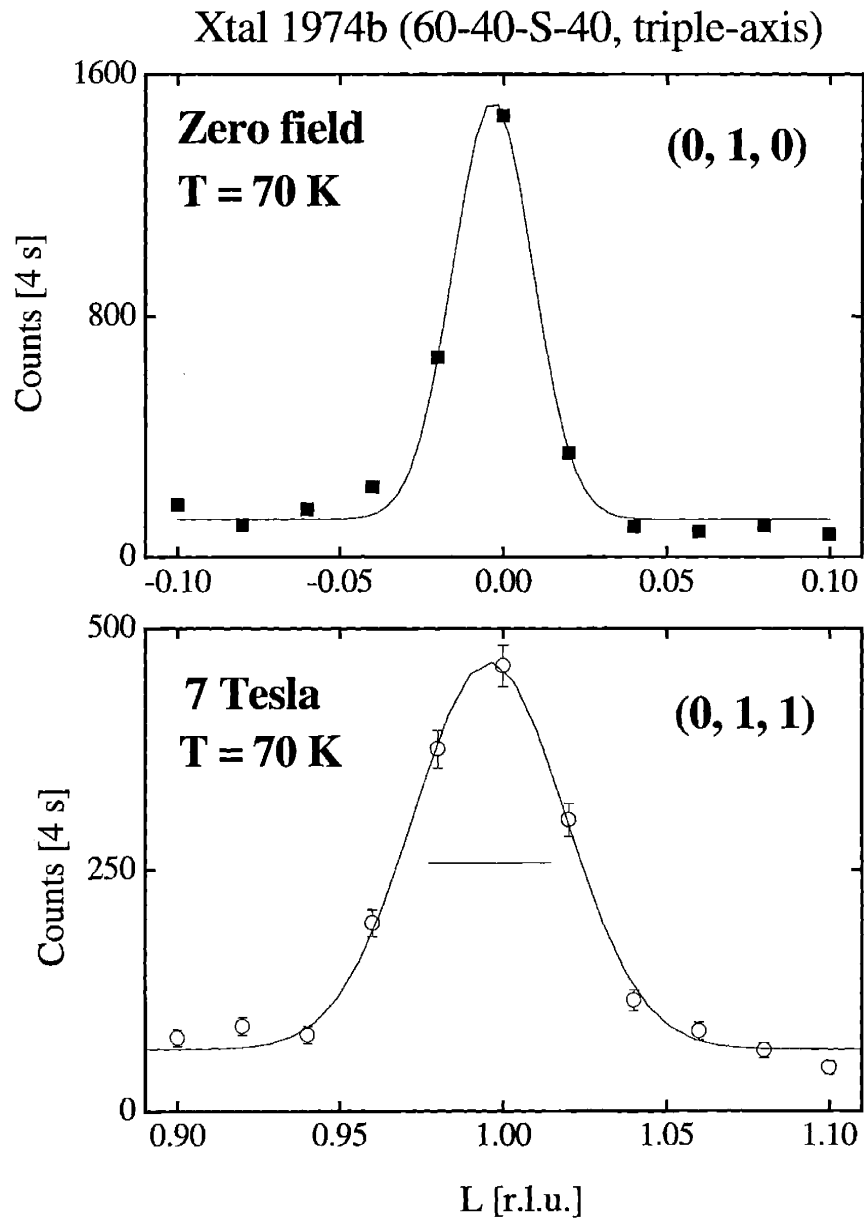 Xtal 1974b (60-40-S-40, triple-axis)
1600
Zero field
(0, 1, 0)
T = 70 K
Counts [4 s]
800
0
-0.10 -0.05 0.00 0.05 0.10
500
7 Tesla
(0, 1, 1)
T = 70 K
Counts [4 s]
250
0
0.90 0.95 1.00 1.05 1.10
L [r.l.u.]